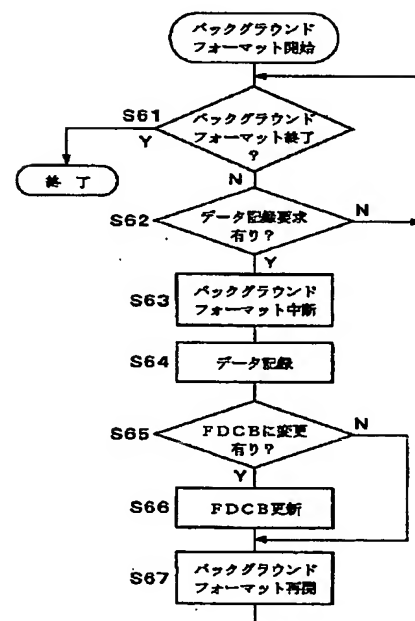 バックグラウンド
フォーマット開始
S61
バックグラウンド
フォーマット終了
?
Y
終 了
N
S62
データ記録要求
有り?
N
Y
S63
バックグラウンド
フォーマット中断
S64
データ記録
S65
FDCBに変更
有り?
N
Y
S66
FDCB更新
S67
バックグラウンド
フォーマット再開